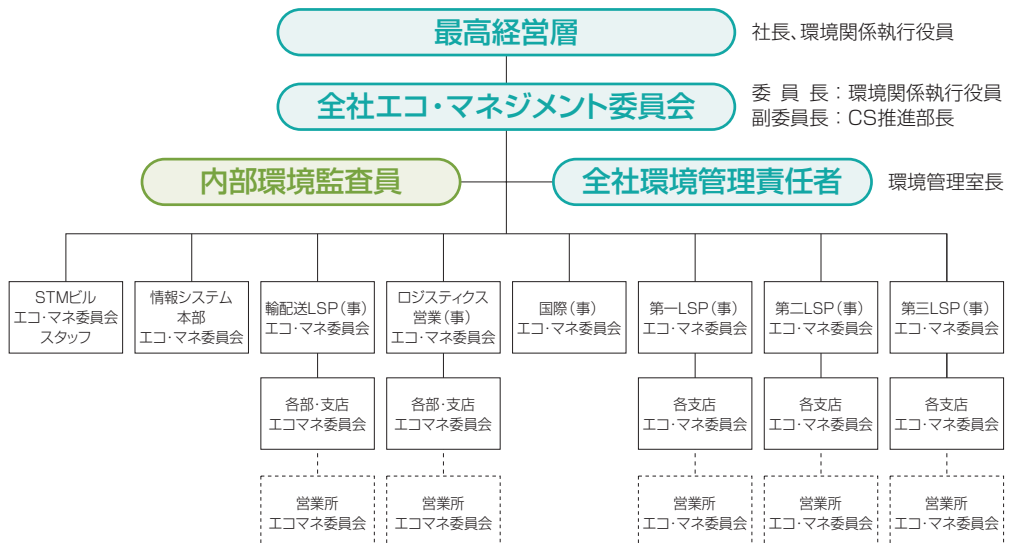 最高経営層
社長、環境関係執行役員
全社エコ・マネジメント委員会
委 員 長：環境関係執行役員
副委員長：CS推進部長
内部環境監査員
全社環境管理責任者
環境管理室長
STMビル
エコ・マネ委員会
スタッフ
情報システム
本部
エコ・マネ委員会
輸配送LSP（事）
エコ・マネ委員会
ロジスティクス
営業（事）
エコ・マネ委員会
国際（事）
エコ・マネ委員会
第一LSP（事）
エコ・マネ委員会
第二LSP（事）
エコ・マネ委員会
第三LSP（事）
エコ・マネ委員会
各部・支店
エコマネ委員会
各部・支店
エコマネ委員会
各支店
エコ・マネ委員会
各支店
エコ・マネ委員会
各支店
エコ・マネ委員会
営業所
エコマネ委員会
営業所
エコマネ委員会
営業所
エコ・マネ委員会
営業所
エコ・マネ委員会
営業所
エコ・マネ委員会